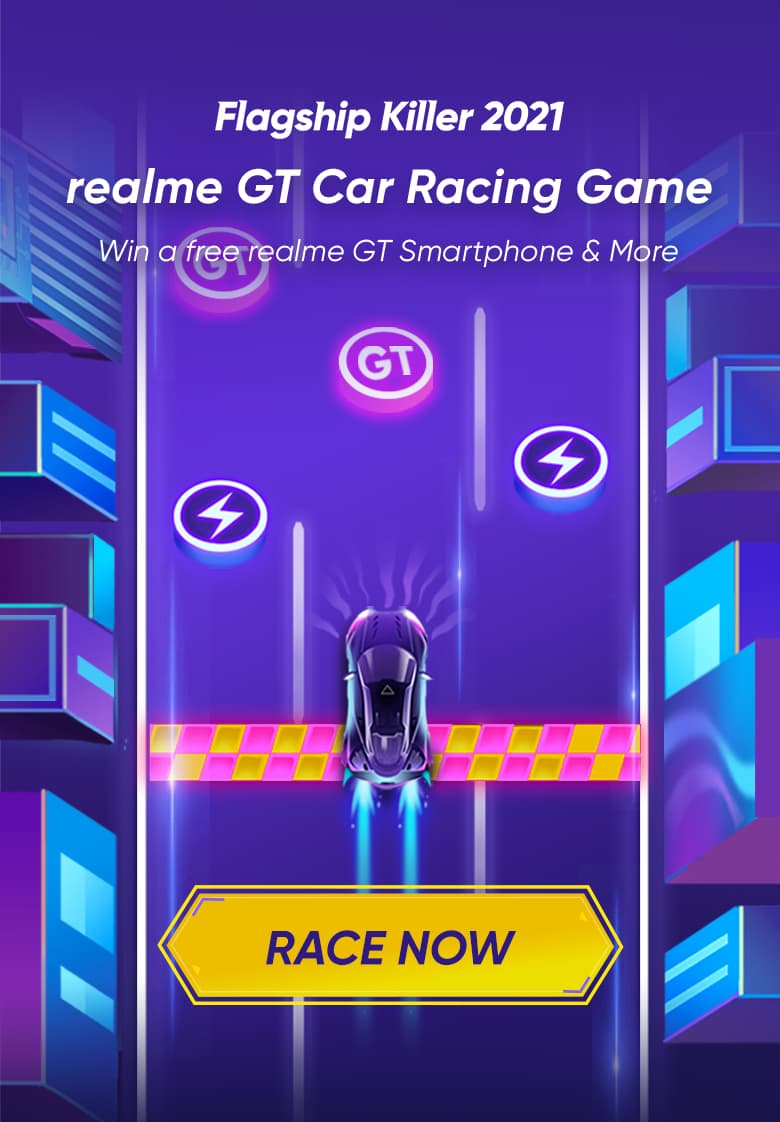 Flagship Killer 2021
realme GT Car Racing Game
Win a free realme GT Smartphone & More
GT
GT
RACE NOW